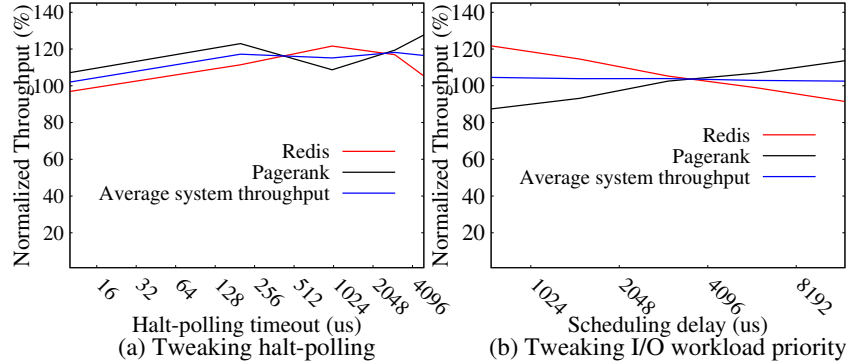 Normalized Throughput (%)
140
120
100
80
60
40
20
Redis
Pagerank
Average system throughput
16
32
64
128
256
512
1024
2048
4096
Halt-polling timeout (us)
(a) Tweaking halt-polling
Normalized Throughput (%)
140
120
100
80
60
40
20
Redis
Pagerank
Average system throughput
1024
2048
4096
8192
Scheduling delay (us)
(b) Tweaking I/O workload priority